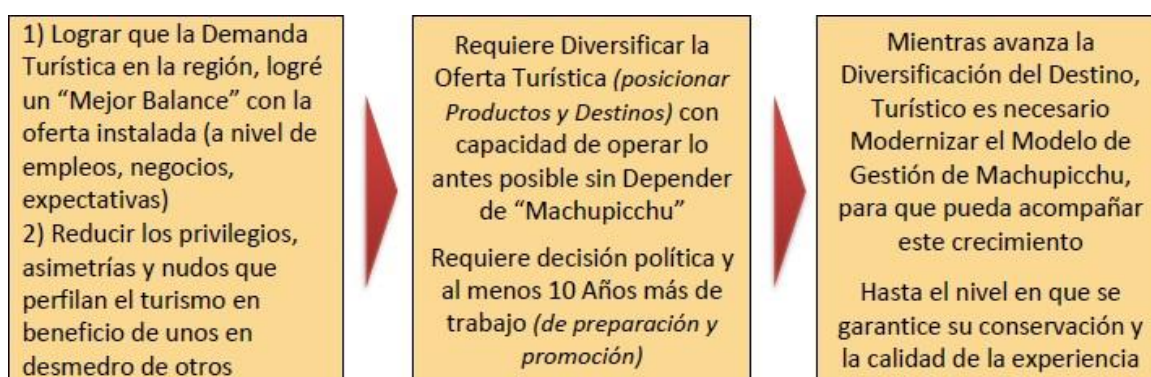 1) Lograr que la Demanda
Turística en la región, logré
un “Mejor Balance” con la
oferta instalada (a nivel de
empleos, negocios,
expectativas)
2) Reducir los privilegios,
asimetrías y nudos que
perfilan el turismo en
beneficio de unos en
desmedro de otros
Requiere Diversificar la
Oferta Turística (posicionar
Productos y Destinos) con
capacidad de operar lo
antes posible sin Depender
de “Machupicchu”
Requiere decisión política y
al menos 10 Años más de
trabajo (de preparación y
promoción)
Mientras avanza la
Diversificación del Destino,
Turístico es necesario
Modernizar el Modelo de
Gestión de Machupicchu,
para que pueda acompañar
este crecimiento
Hasta el nivel en que se
garantice su conservación y
la calidad de la experiencia